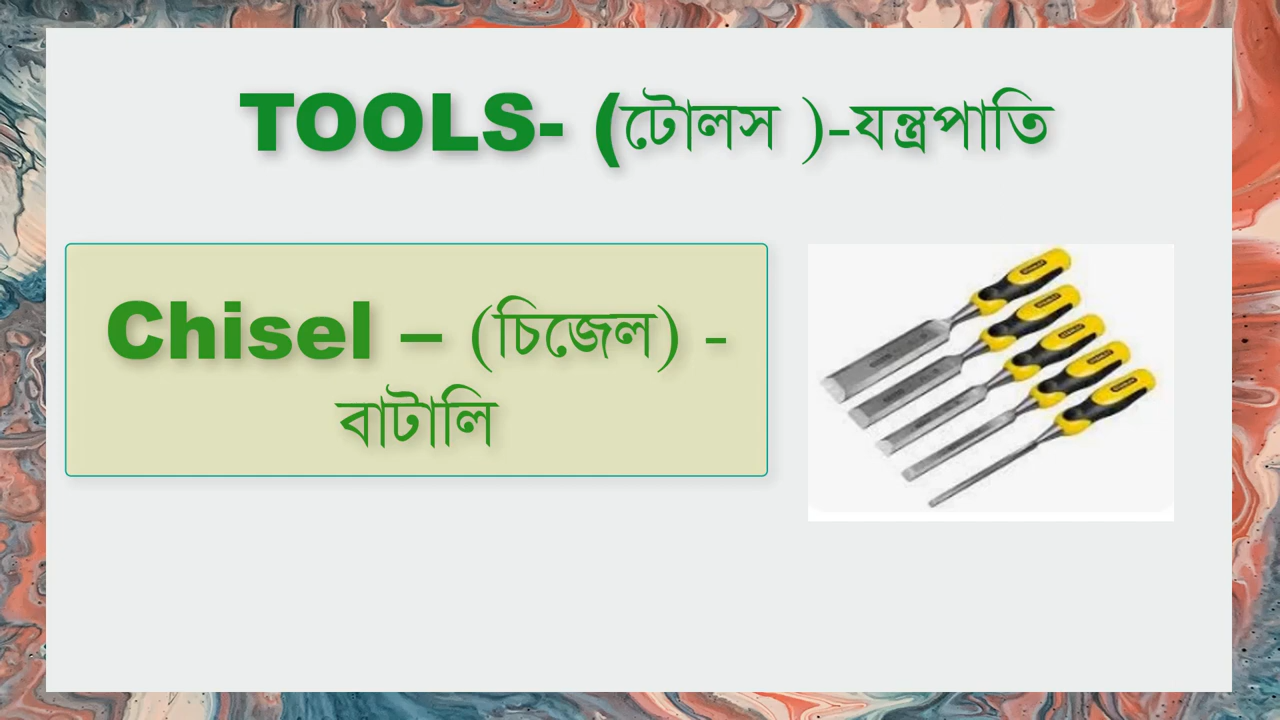 TOOLS- (টোলস )-যন্ত্রপাতি
Chisel – (চিজেল) -
বাটালি